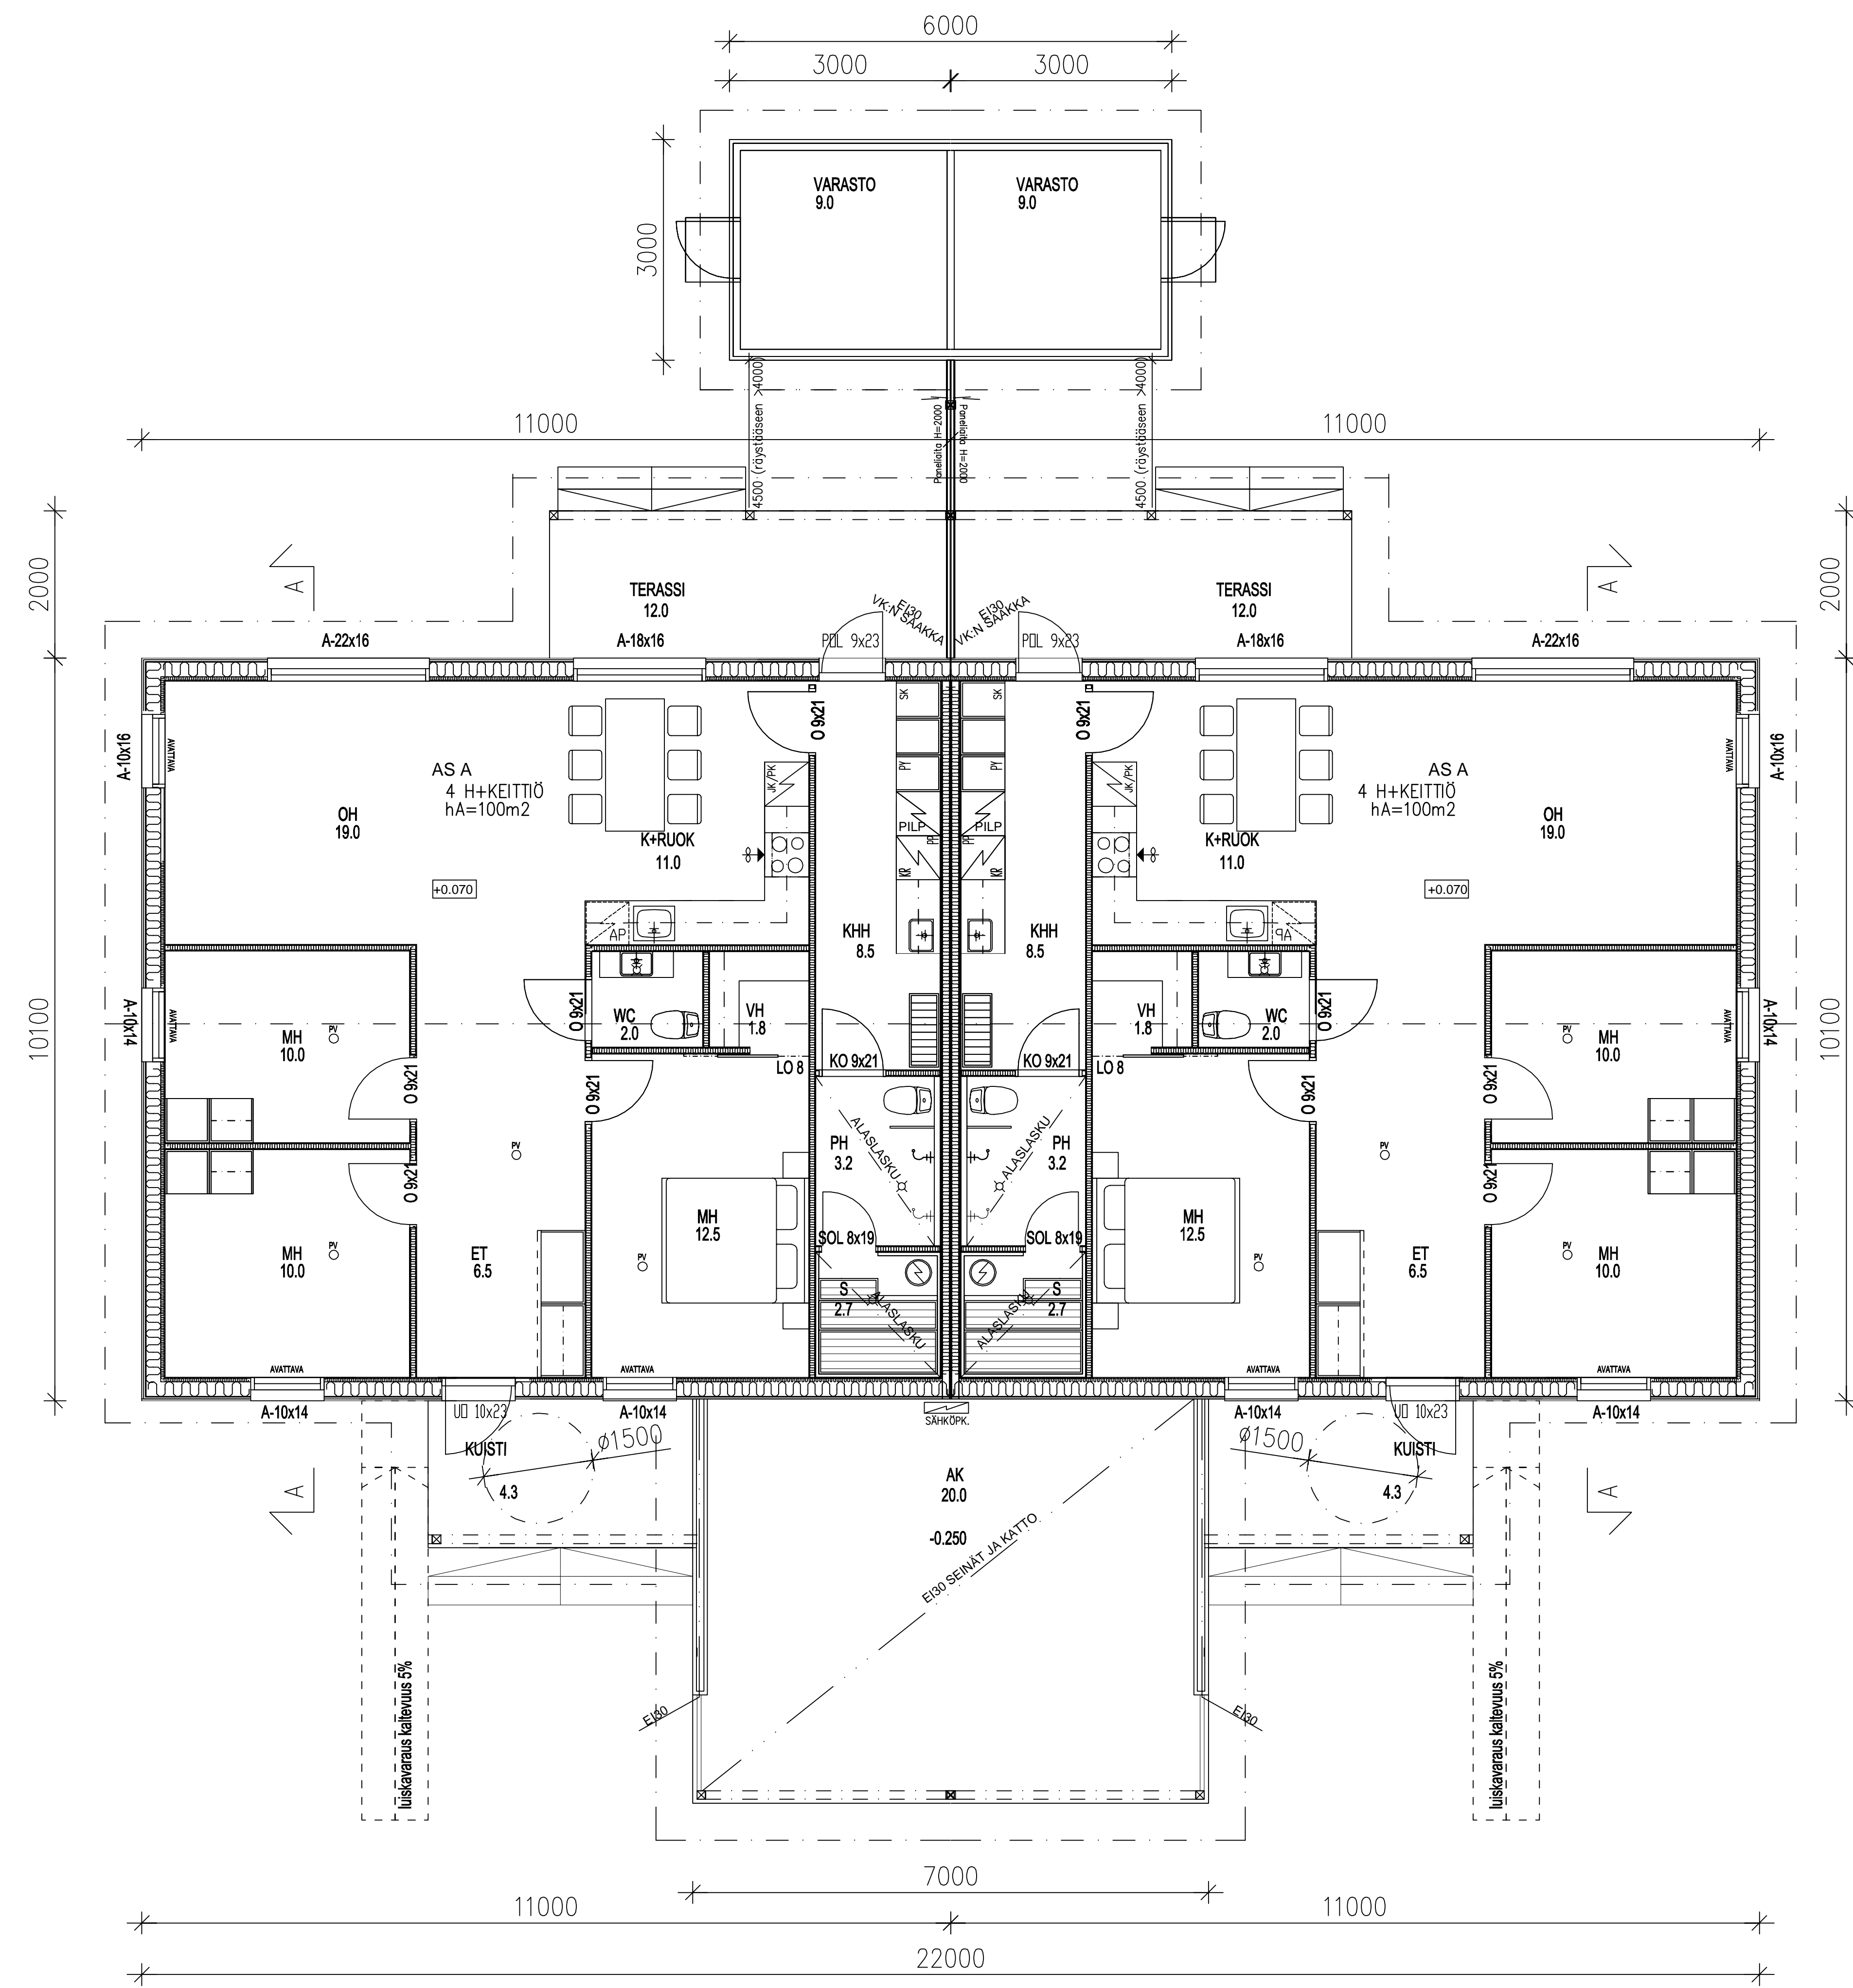 6000
3000 3000
VARASTO
9.0
VARASTO
9.0
3000
4500 (räystääseen >4000)
Paneliaita H=2000
Paneliaita H=2000
4500 (räystääseen >4000)
11000 11000
2000
2000
A
A
TERASSI
12.0
TERASSI
12.0
EI30
VK:N SAAKKA
EI30
VK:N SAAKKA
A-22x16
A-18x16
POL 9x23
POL 9x23
A-18x16
A-22x16
A-10x16
AVATTAVA
O 9x21
SK
SK
O 9x21
AVATTAVA
A-10x16
AS A
4 H+KEITTIÖ
hA=100m2
AS A
4 H+KEITTIÖ
hA=100m2
JK/PK
PY
PY
JK/PK
OH
19.0
K+RUOK
11.0
PILP
PP
KR
PILP
PP
KR
K+RUOK
11.0
OH
19.0
+0.070
+0.070
AP
KHH
8.5
KHH
8.5
AP
10100
10100
A-10x14
AVATTAVA
MH
10.0
PV
O 9x21
WC
2.0
VH
1.8
VH
1.8
WC
2.0
O 9x21
PV
MH
10.0
AVATTAVA
A-10x14
O 9x21
O 9x21
LO 8
KO 9x21
KO 9x21
LO 8
O 9x21
O 9x21
PV
PH
3.2
ALASLASKU
ALASLASKU
PH
3.2
PV
O 9x21
O 9x21
MH
10.0
PV
ET
6.5
MH
12.5
PV
SOL 8x19
SOL 8x19
MH
12.5
PV
ET
6.5
PV
MH
10.0
S
2.7
ALASLASKU
ALASLASKU
S
2.7
AVATTAVA
AVATTAVA
AVATTAVA
AVATTAVA
A-10x14
UO 10x23
A-10x14
SÄHKÖPK.
A-10x14
UO 10x23
A-10x14
KUISTI
4.3
ø1500
ø1500
KUISTI
4.3
A
A
AK
20.0
-0.250
EI30 SEINÄT JA KATTO
luiskavaraus kaltevuus 5%
EI30
EI30
luiskavaraus kaltevuus 5%
7000
11000 11000
22000